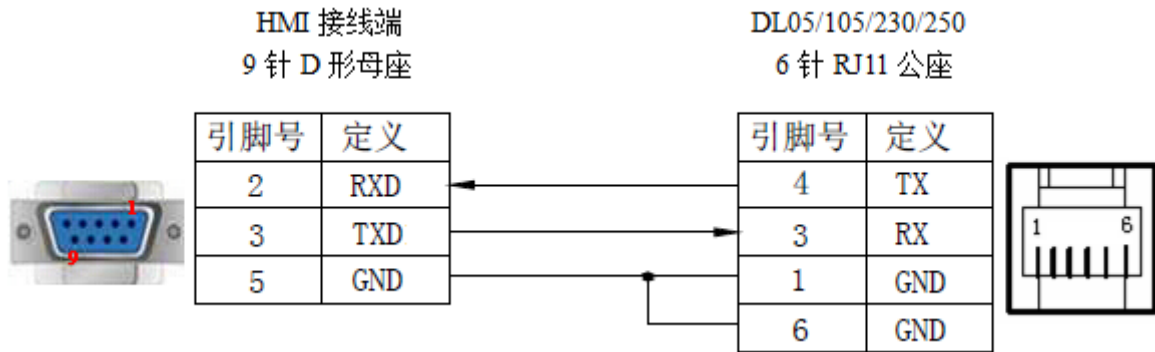 HMI 接线端
9 针 D 形母座
DL05/105/230/250
6 针 RJ11 公座
引脚号 定义
2 RXD
3 TXD
5 GND
引脚号 定义
4 TX
3 RX
1 GND
6 GND
1
9
1 6